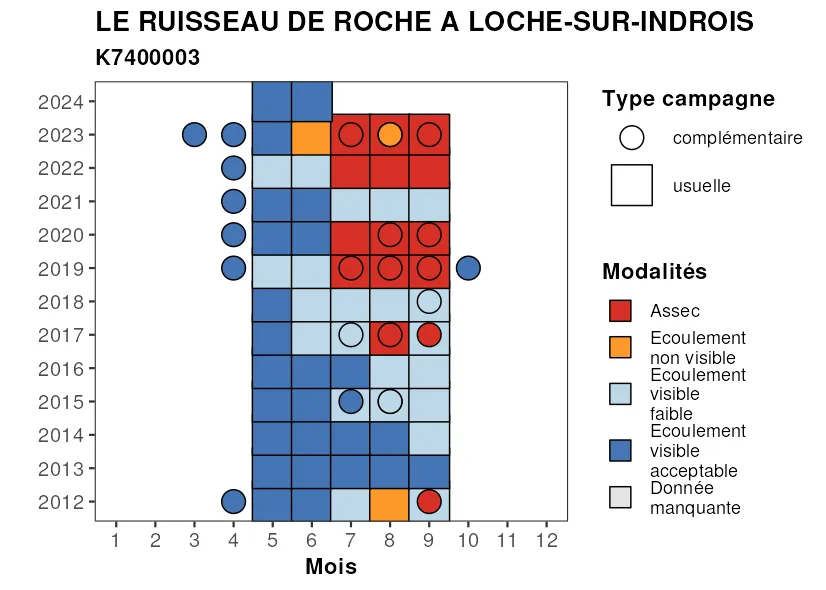 LE RUISSEAU DE ROCHE A LOCHE-SUR-INDROIS
K7400003
2024
2023
2022
2021
2020
2019
2018
2017
2016
2015
2014
2013
2012
1 2 3 4 5 6 7 8 9 10 11 12
Mois
Type campagne
complémentaire
usuelle
Modalités
Assec
Ecoulement
non visible
Ecoulement
visible
faible
Ecoulement
visible
acceptable
Donnée
manquante